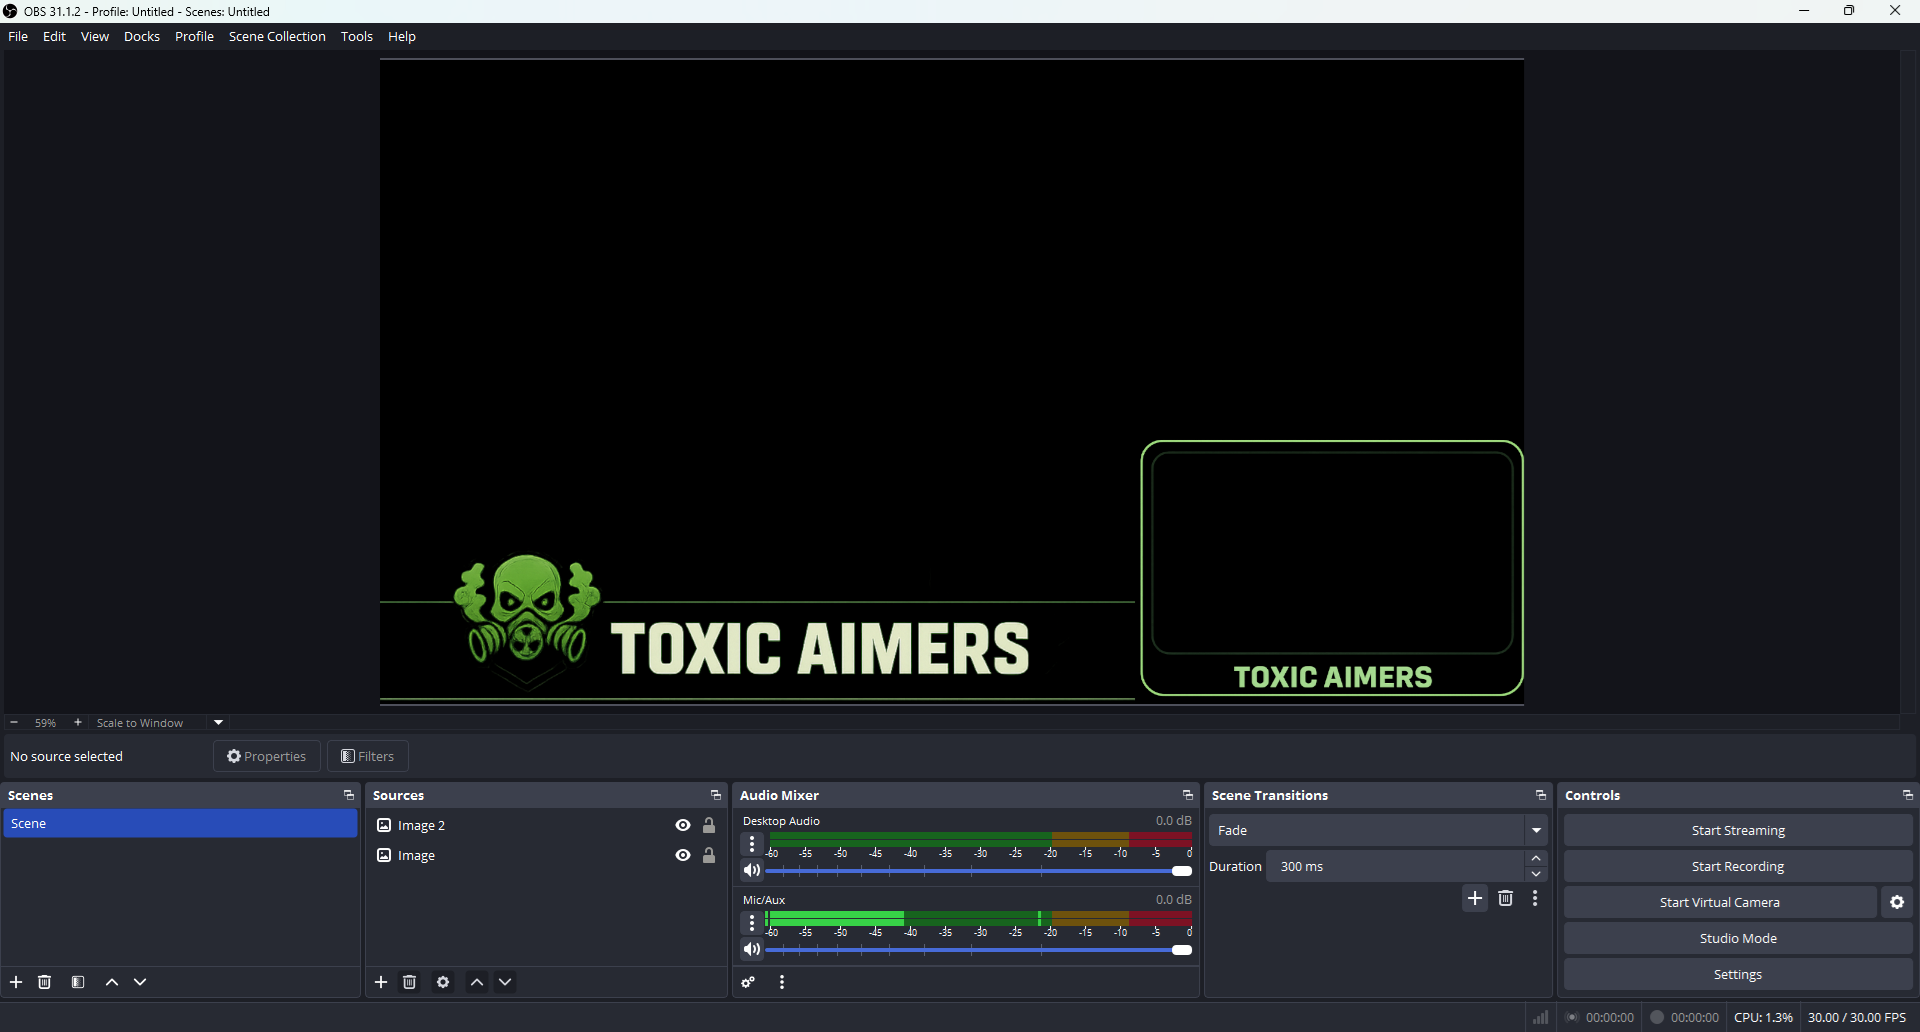 OBS 31.1.2 - Profile: Untitled - Scenes: Untitled
File Edit View Docks Profile Scene Collection Tools Help
TOXIC AIMERS
TOXIC AIMERS
59% Scale to Window
No source selected Properties Filters
Scenes
Scene
Sources
Image 2
Image
Audio Mixer
Desktop Audio 0.0 dB
-60 -55 -50 -45 -40 -35 -30 -25 -20 -15 -10 -5 0
Mic/Aux 0.0 dB
-60 -55 -50 -45 -40 -35 -30 -25 -20 -15 -10 -5 0
Scene Transitions
Fade
Duration 300 ms
Controls
Start Streaming
Start Recording
Start Virtual Camera
Studio Mode
Settings
00:00:00 00:00:00 CPU: 1.3% 30.00 / 30.00 FPS